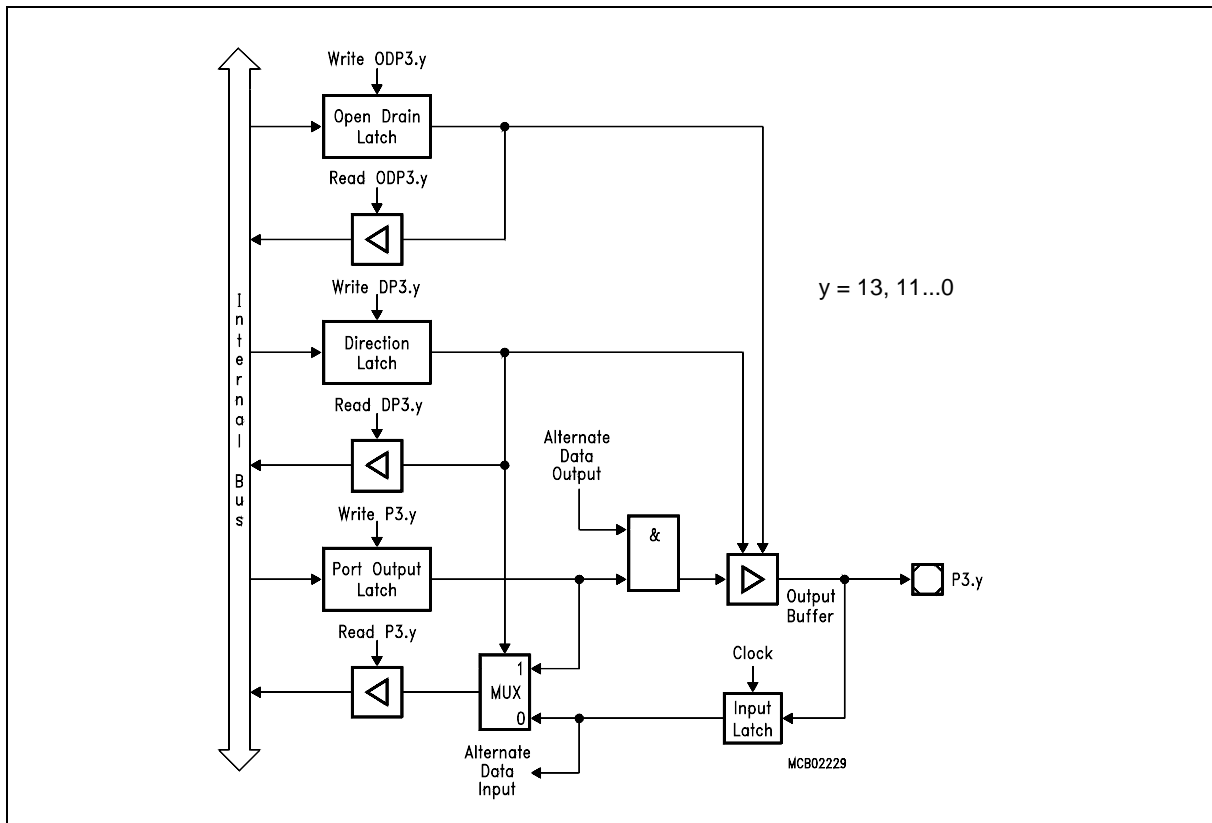 Write ODP3.y
Open Drain
Latch
Read ODP3.y
Write DP3.y
y = 13, 11...0
Internal Bus
Direction
Latch
Read DP3.y
Alternate
Data
Output
Write P3.y
&
Port Output
Latch
P3.y
Output
Buffer
Read P3.y
Clock
1
MUX
0
Input
Latch
Alternate
Data
Input
MCB02229